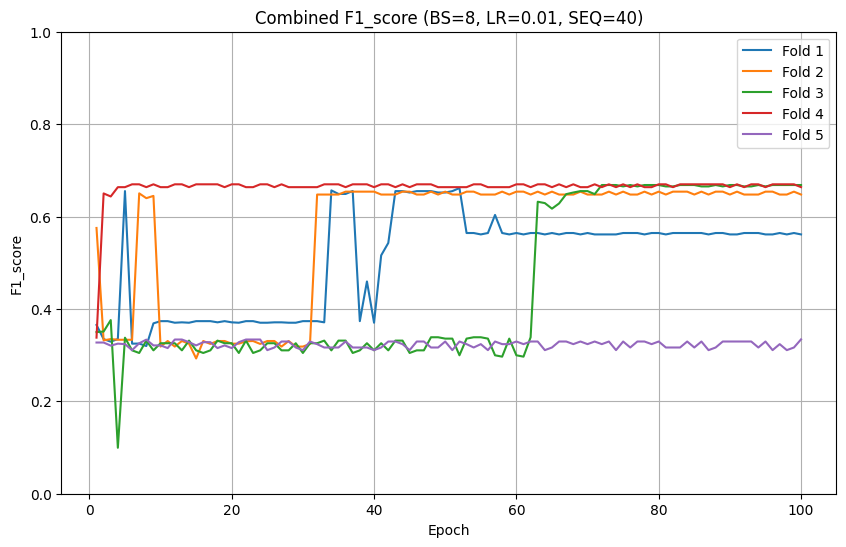 Combined F1_score (BS=8, LR=0.01, SEQ=40)
F1_score
1.0
0.8
0.6
0.4
0.2
0.0
Fold 1
Fold 2
Fold 3
Fold 4
Fold 5
0 20 40 60 80 100
Epoch